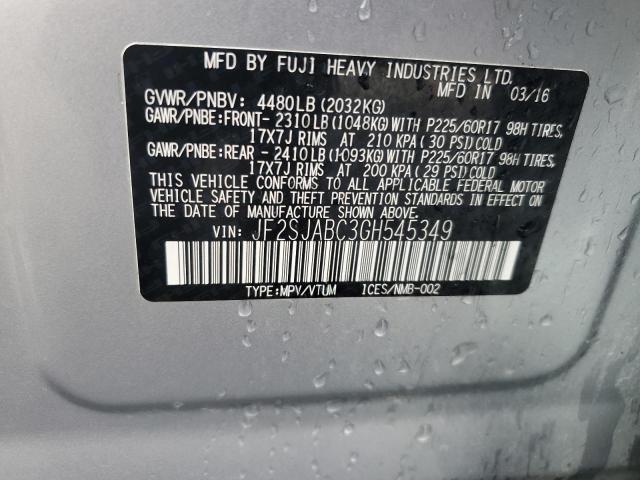 MFD BY FUJI HEAVY INDUSTRIES LTD.
MFD IN 03/16
GVWR/PNBV: 4480LB(2032KG)
GAWR/PNBE:FRONT- 2310LB(1048KG)WITH P225/60R17 98H TIRES,
17X7J RIMS AT 210 KPA( 30 PSI)COLD
GAWR/PNBE:REAR - 2410LB(1093KG)WITH P225/60R17 98H TIRES,
17X7J RIMS AT 200 KPA( 29 PSI)COLD
THIS VEHICLE CONFORMS TO ALL APPLICABLE FEDERAL MOTOR
VEHICLE SAFETY AND BUMPER STANDARDS IN EFFECT ON THE
DATE OF MANUFACTURE SHOWN ABOVE.
VIN: JF2SJABC3GH545349
TYPE:MPV/VTUM 1CES/NMB-002